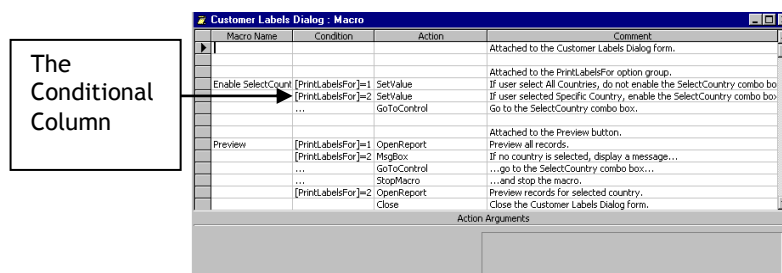 Customer Labels Dialog : Macro
Macro Name Condition Action Comment
Attached to the Customer Labels Dialog form.
Attached to the PrintLabelsFor option group.
Enable SelectCount [PrintLabelsFor]=1 SetValue If user select All Countries, do not enable the SelectCountry combo bo
[PrintLabelsFor]=2 SetValue If user selected Specific Country, enable the SelectCountry combo box
... GoToControl Go to the SelectCountry combo box.
Attached to the Preview button.
Preview [PrintLabelsFor]=1 OpenReport Preview all records.
[PrintLabelsFor]=2 MsgBox If no country is selected, display a message...
... GoToControl ...go to the SelectCountry combo box...
... StopMacro ...and stop the macro.
[PrintLabelsFor]=2 OpenReport Preview records for selected country.
Close Close the Customer Labels Dialog form.
Action Arguments
The
Conditional
Column